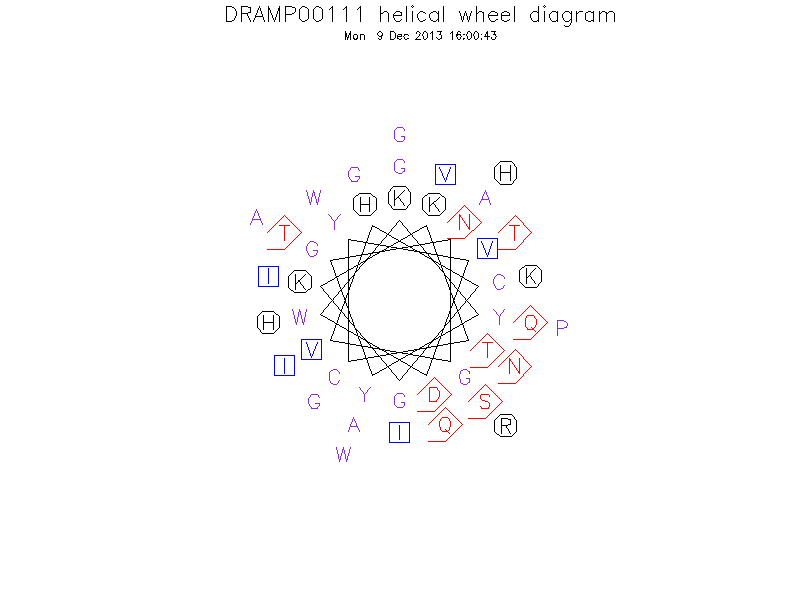 DRAMP00111 helical wheel diagram
Mon 9 Dec 2013 16:00:43
G
G V H
G
W H K K A
A T Y N T
G V
I K C K
H W Y Q P
V T
I C G N
G Y G D S
A I Q R
W